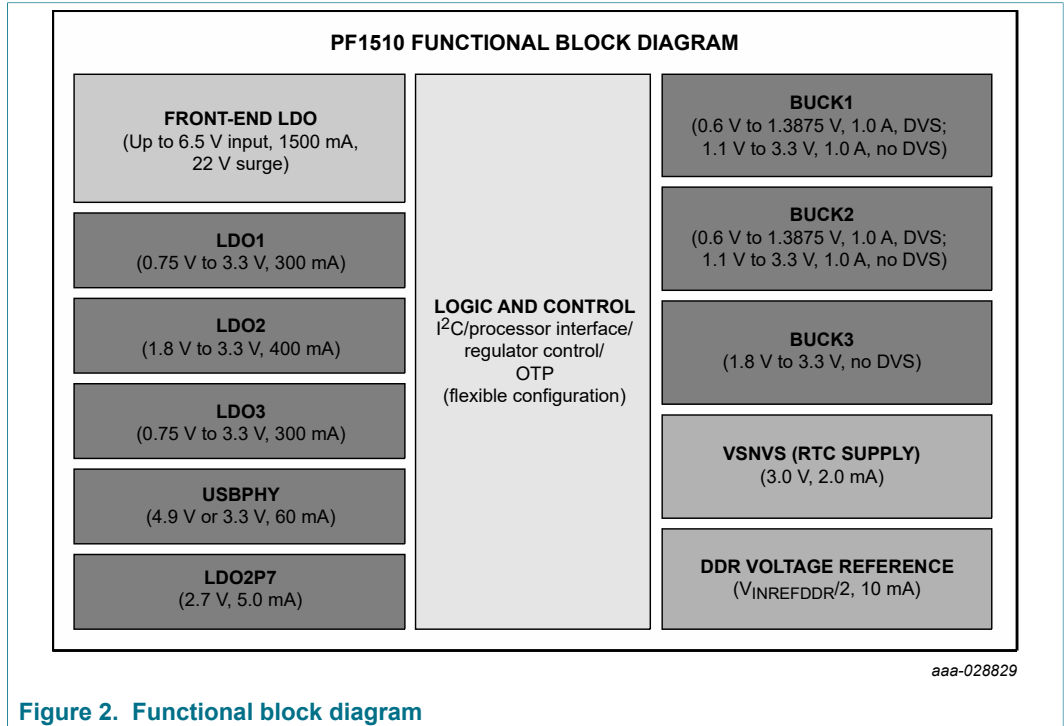 PF1510 FUNCTIONAL BLOCK DIAGRAM
FRONT-END LDO
(Up to 6.5 V input, 1500 mA,
22 V surge)
LDO1
(0.75 V to 3.3 V, 300 mA)
LDO2
(1.8 V to 3.3 V, 400 mA)
LDO3
(0.75 V to 3.3 V, 300 mA)
USBPHY
(4.9 V or 3.3 V, 60 mA)
LDO2P7
(2.7 V, 5.0 mA)
LOGIC AND CONTROL
I2C/processor interface/
regulator control/
OTP
(flexible configuration)
BUCK1
(0.6 V to 1.3875 V, 1.0 A, DVS;
1.1 V to 3.3 V, 1.0 A, no DVS)
BUCK2
(0.6 V to 1.3875 V, 1.0 A, DVS;
1.1 V to 3.3 V, 1.0 A, no DVS)
BUCK3
(1.8 V to 3.3 V, no DVS)
VSNVS (RTC SUPPLY)
(3.0 V, 2.0 mA)
DDR VOLTAGE REFERENCE
(VINREFDDR/2, 10 mA)
aaa-028829
Figure 2. Functional block diagram